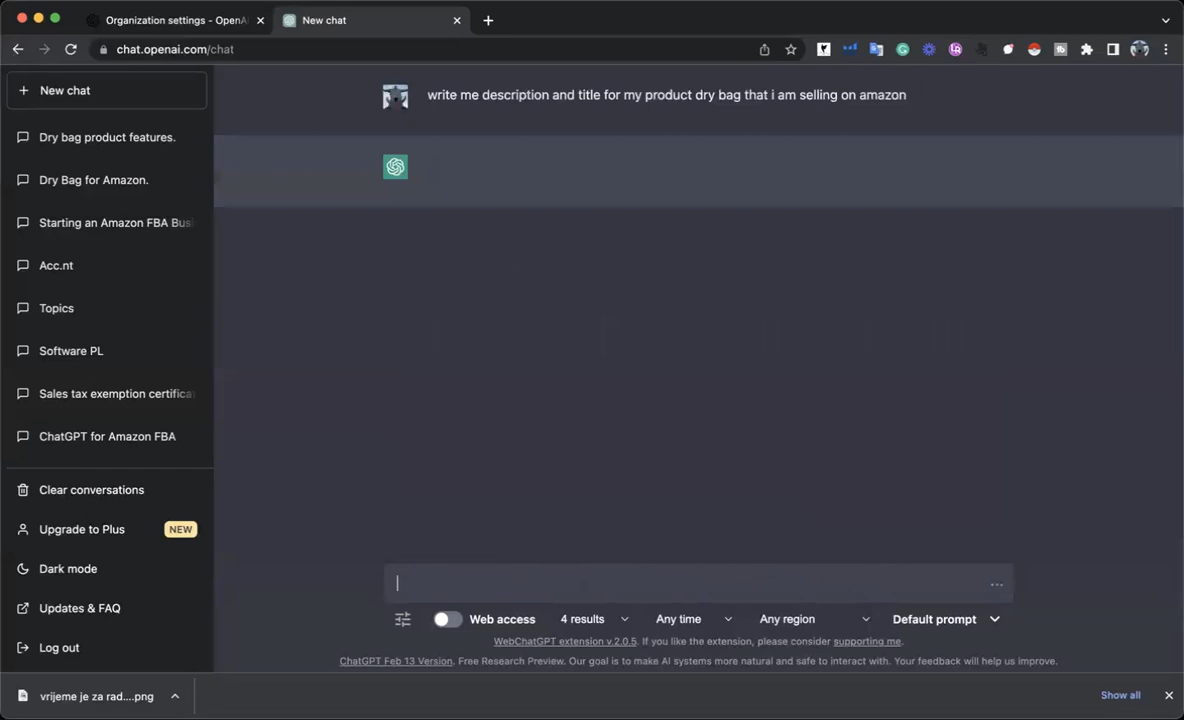 Organization settings - OpenA
New chat
chat.openai.com/chat
New chat
write me description and title for my product dry bag that i am selling on amazon
Dry bag product features.
Dry Bag for Amazon.
Starting an Amazon FBA Bus
Acc.nt
Topics
Software PL
Sales tax exemption certifica
ChatGPT for Amazon FBA
Clear conversations
Upgrade to Plus NEW
Dark mode
Updates & FAQ
Log out
Web access 4 results Any time Any region Default prompt
WebChatGPT extension v.2.0.5. If you like the extension, please consider supporting me.
ChatGPT Feb 13 Version. Free Research Preview. Our goal is to make AI systems more natural and safe to interact with. Your feedback will help us improve.
vrijeme je za rad....png
Show all